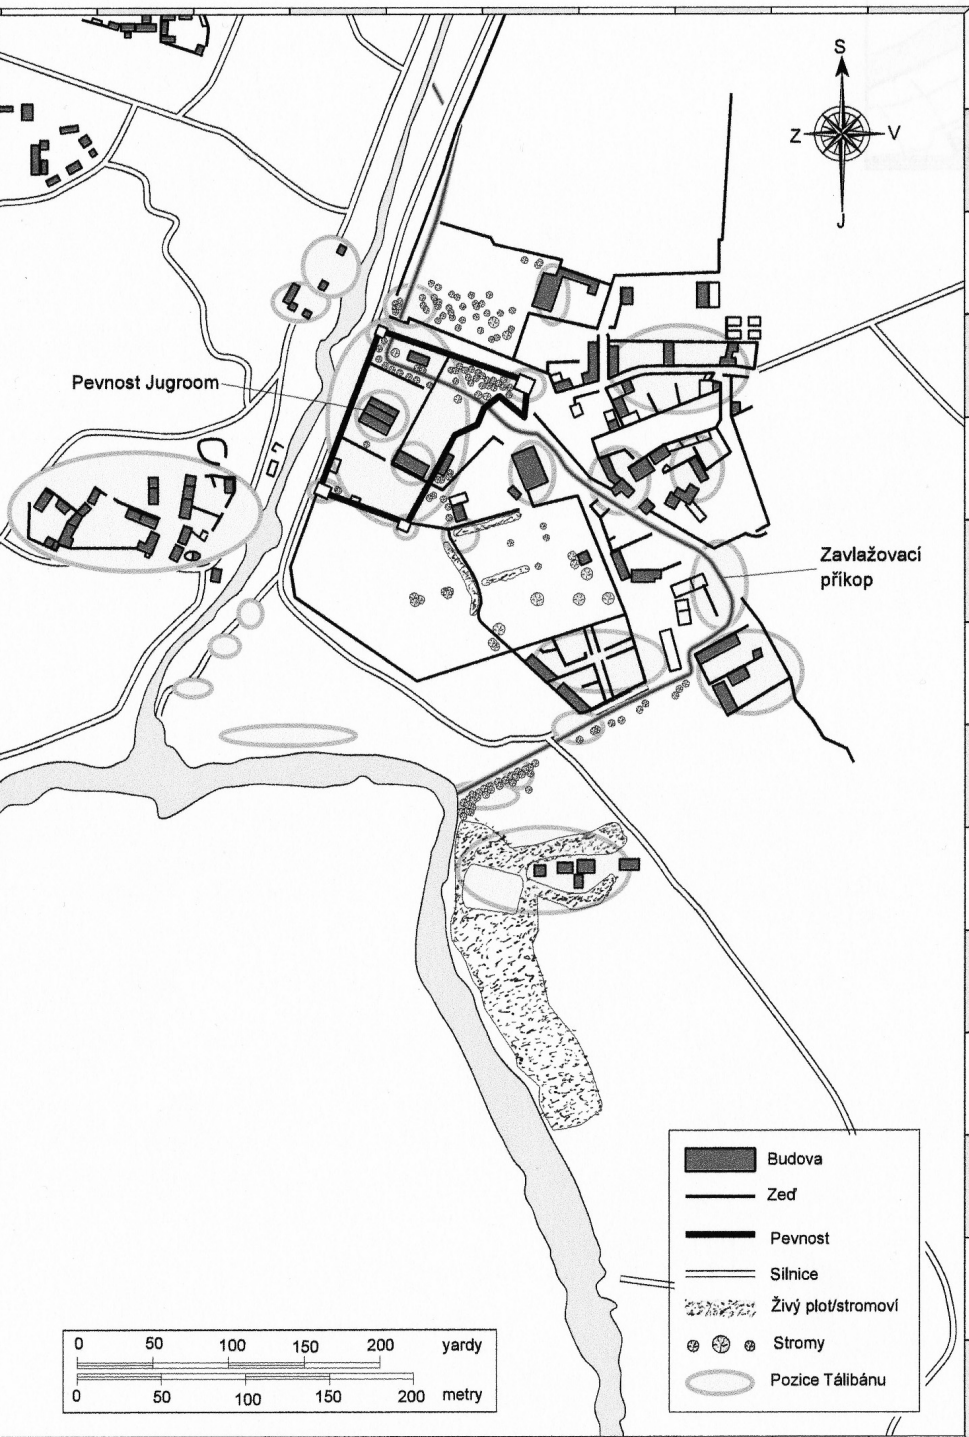 S
Z
V
J
Pevnost Jugroom
Zavlažovací
příkop
Budova
Zeď
Pevnost
Silnice
Živý plot/stromoví
Stromy
Pozice Tálibánu
0 50 100 150 200 yardy
0 50 100 150 200 metry